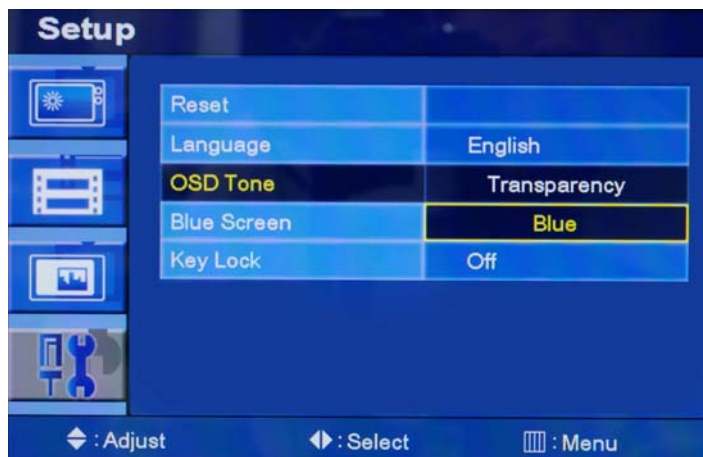 Setup
Reset
Language English
OSD Tone Transparency
Blue Screen Blue
Key Lock Off
: Adjust : Select : Menu